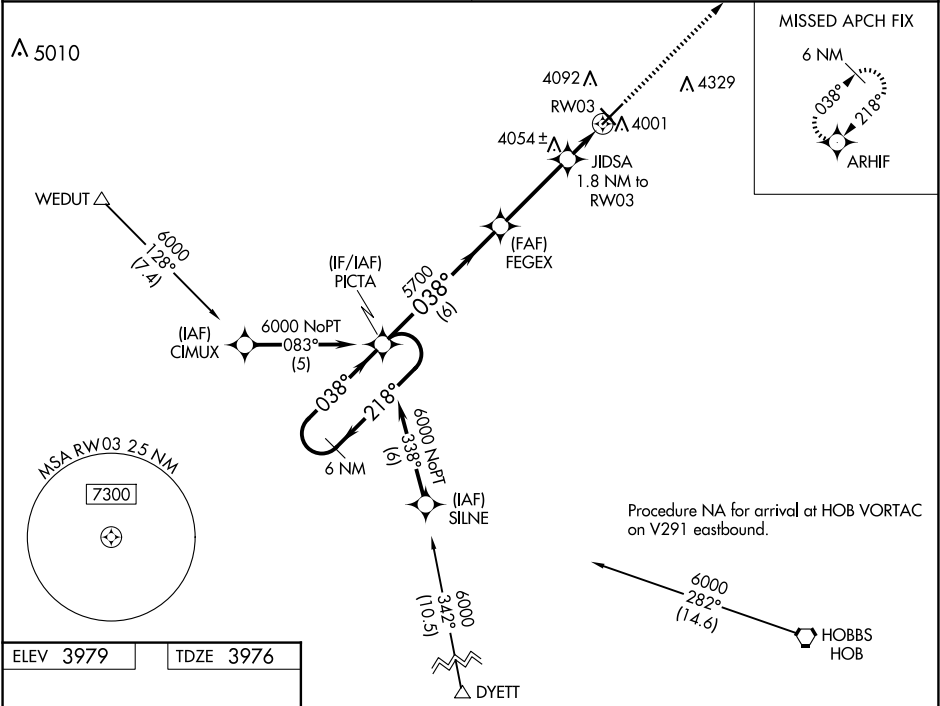 5010
4092
4329
RW03
4001
4054 ±
JIDSA
1.8 NM to
RW03
MISSED APCH FIX
6 NM
038°
218°
ARHIF
WEDUT
6000
128°
(7.4)
(FAF)
FEGEX
(IF/IAF)
PICTA
5700
038°
(6)
(IAF)
CIMUX
6000 NoPT
083°
(5)
038°
218°
6 NM
6000 NoPT
338°
(6)
(IAF)
SILNE
MSA RW03 25 NM
7300
Procedure NA for arrival at HOB VORTAC
on V291 eastbound.
6000
282°
(14.6)
HOBBS
HOB
6000
342°
(10.5)
DYETT
ELEV 3979
TDZE 3976